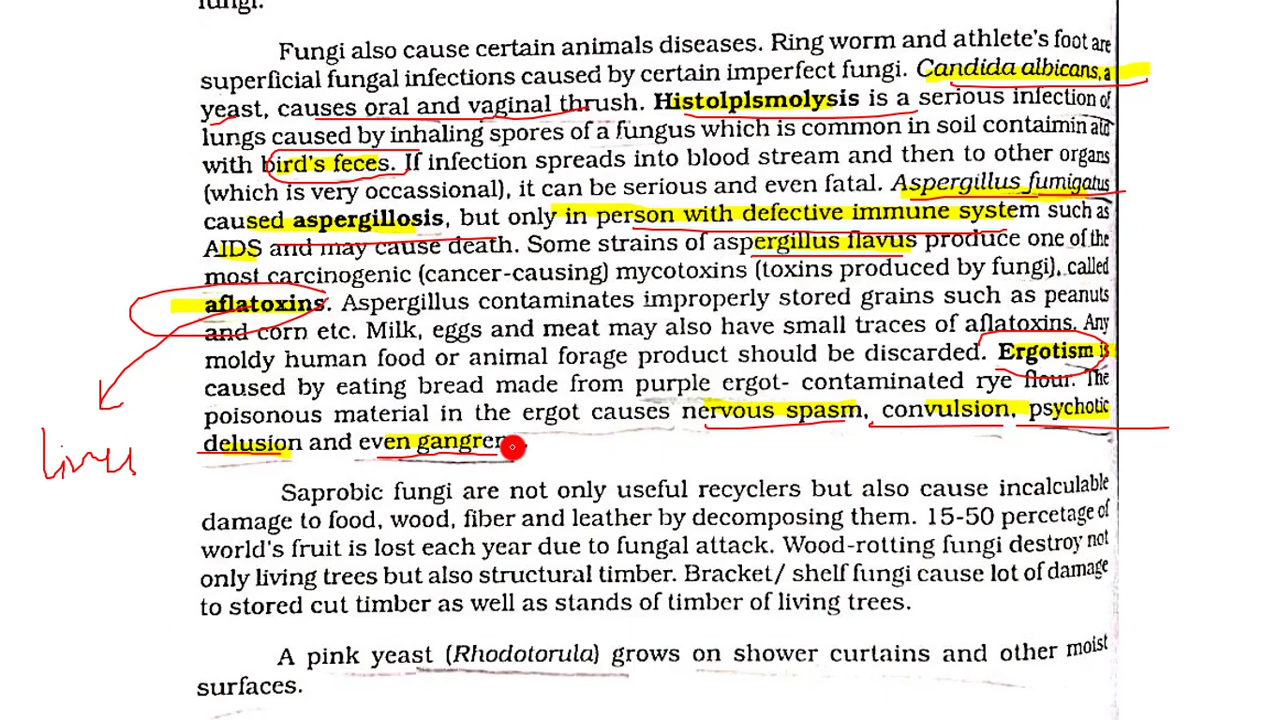 fungi.
Fungi also cause certain animals diseases. Ring worm and athlete's foot are
superficial fungal infections caused by certain imperfect fungi. Candida albicans, a
yeast, causes oral and vaginal thrush. Histolplsmolysis is a serious infection of
lungs caused by inhaling spores of a fungus which is common in soil contaimin
with bird's feces. If infection spreads into blood stream and then to other organs
(which is very occassional), it can be serious and even fatal. Aspergillus fumigatus
caused aspergillosis, but only in person with defective immune system such as
AIDS and may cause death. Some strains of aspergillus flavus produce one of the
most carcinogenic (cancer-causing) mycotoxins (toxins produced by fungi), called
aflatoxins. Aspergillus contaminates improperly stored grains such as peanuts
and corn etc. Milk, eggs and meat may also have small traces of aflatoxins. Any
moldy human food or animal forage product should be discarded. Ergotism is
caused by eating bread made from purple ergot- contaminated rye flour. The
poisonous material in the ergot causes nervous spasm, convulsion, psychotic
delusion and even gangren
Saprobic fungi are not only useful recyclers but also cause incalculable
damage to food, wood, fiber and leather by decomposing them. 15-50 percetage of
world's fruit is lost each year due to fungal attack. Wood-rotting fungi destroy not
only living trees but also structural timber. Bracket/ shelf fungi cause lot of damage
to stored cut timber as well as stands of timber of living trees.
A pink yeast (Rhodotorula) grows on shower curtains and other moist
surfaces.